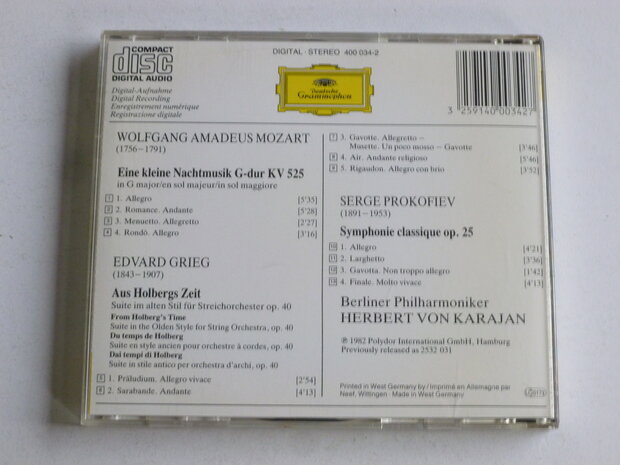 COMPACT
disc
DIGITAL AUDIO
Digital-Aufnahme
Digital Recording
Enregistrement numérique
Registrazione digitale
DIGITAL · STEREO 400 034-2
Deutsche
Grammophon
3 259140 003427
WOLFGANG AMADEUS MOZART
(1756–1791)
Eine kleine Nachtmusik G-dur KV 525
in G major/en sol majeur/in sol maggiore
1 1. Allegro [5'35]
2 2. Romance. Andante [5'28]
3 3. Menuetto. Allegretto [2'27]
4 4. Rondò. Allegro [3'16]
EDVARD GRIEG
(1843–1907)
Aus Holbergs Zeit
Suite im alten Stil für Streichorchester op. 40
From Holberg's Time
Suite in the Olden Style for String Orchestra, op. 40
Du temps de Holberg
Suite en style ancien pour orchestre à cordes, op. 40
Dai tempi di Holberg
Suite in stile antico per orchestra d'archi, op. 40
5 1. Präludium. Allegro vivace [2'54]
6 2. Sarabande. Andante [4'13]
7 3. Gavotte. Allegretto –
Musette. Un poco mosso – Gavotte [3'46]
8 4. Air. Andante religioso [5'46]
9 5. Rigaudon. Allegro con brio [3'52]
SERGE PROKOFIEV
(1891–1953)
Symphonie classique op. 25
10 1. Allegro [4'21]
11 2. Larghetto [3'36]
12 3. Gavotta. Non troppo allegro [1'42]
13 4. Finale. Molto vivace [4'13]
Berliner Philharmoniker
HERBERT VON KARAJAN
℗ 1982 Polydor International GmbH, Hamburg
Previously released as 2532 031
Printed in West Germany by / Imprimé en Allemagne par
Neef, Wittingen · Made in West Germany